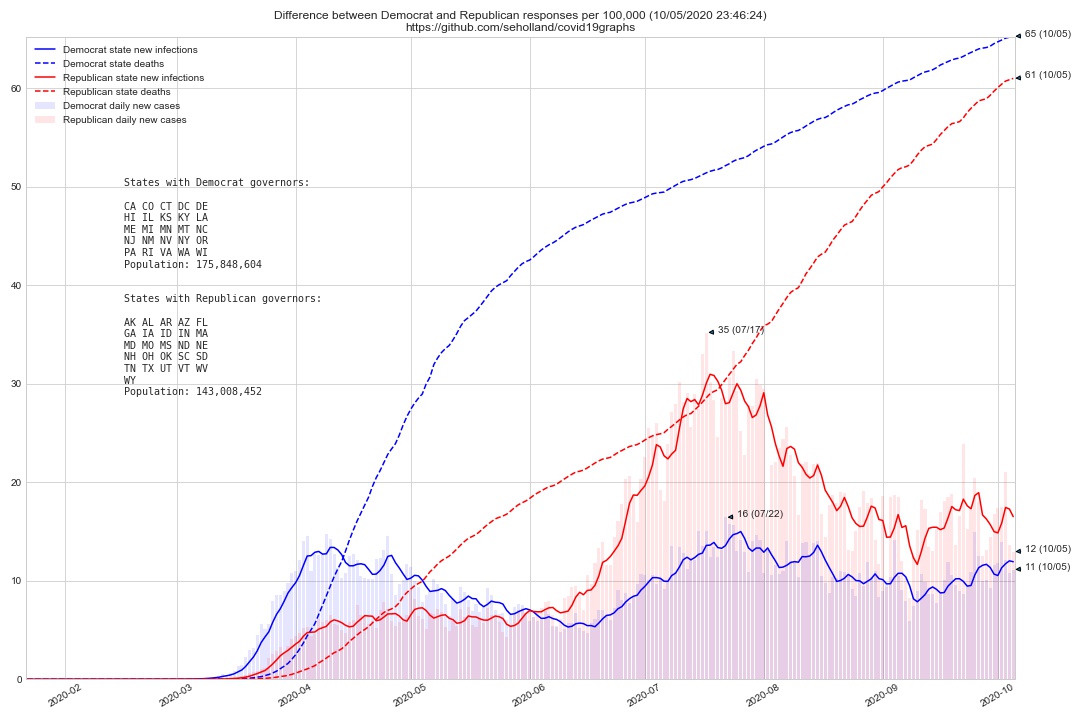 Difference between Democrat and Republican responses per 100,000 (10/05/2020 23:46:24)
https://github.com/seholland/covid19graphs
Democrat state new infections
Democrat state deaths
Republican state new infections
Republican state deaths
Democrat daily new cases
Republican daily new cases
States with Democrat governors:
CA CO CT DC DE
HI IL KS KY LA
ME MI MN MT NC
NJ NM NV NY OR
PA RI VA WA WI
Population: 175,848,604
States with Republican governors:
AK AL AR AZ FL
GA IA ID IN MA
MD MO MS ND NE
NH OH OK SC SD
TN TX UT VT WV
WY
Population: 143,008,452
65 (10/05)
61 (10/05)
35 (07/17)
16 (07/22)
12 (10/05)
11 (10/05)
60
50
40
30
20
10
0
2020-02
2020-03
2020-04
2020-05
2020-06
2020-07
2020-08
2020-09
2020-10